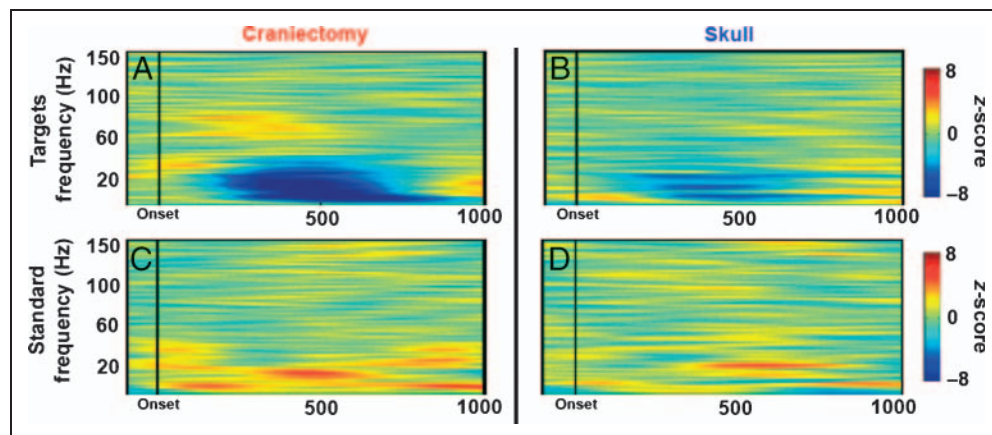 Craniectomy
Skull
Targets
frequency (Hz)
150
100
60
20
A
Onset
500
1000
B
Onset
500
1000
8
0
−8
z-score
Standard
frequency (Hz)
150
100
60
20
C
Onset
500
1000
D
Onset
500
1000
8
0
−8
z-score